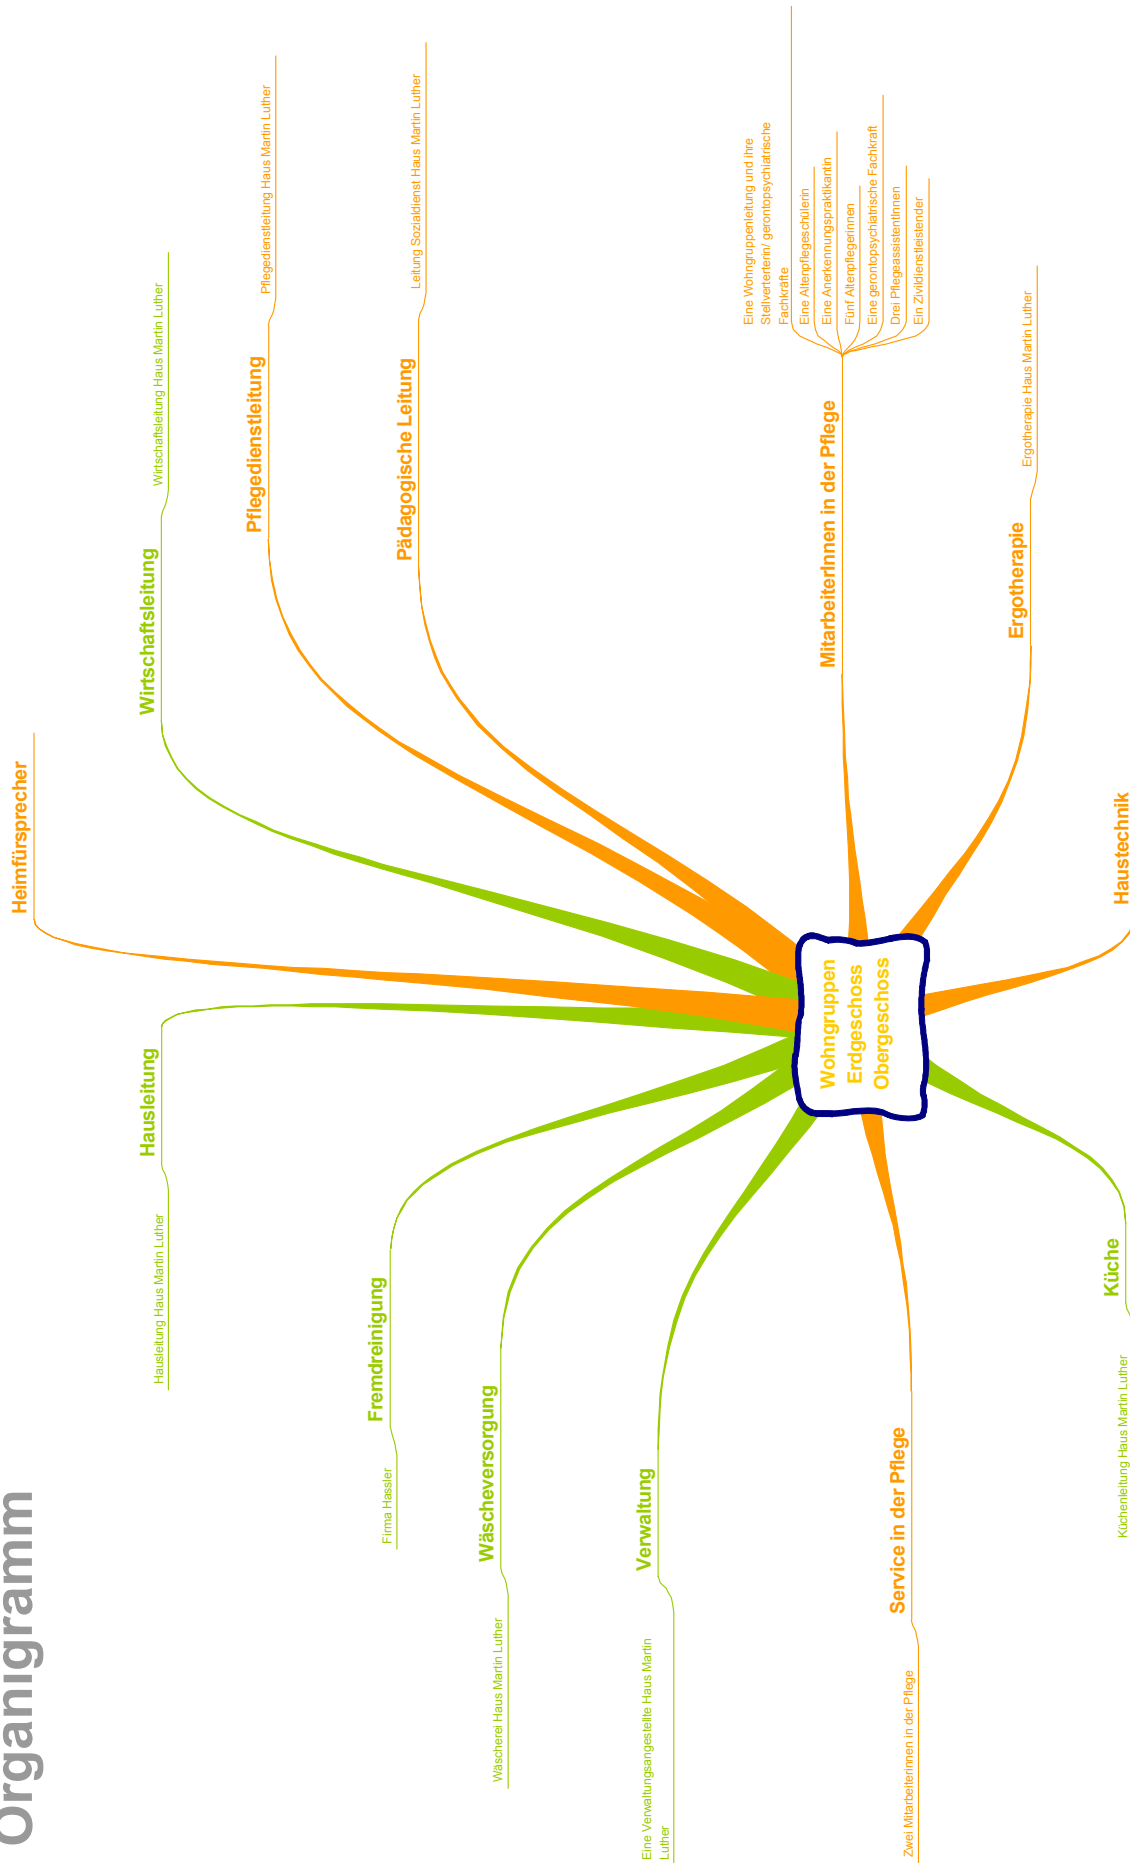 Organigramm
Heimfürsprecher
Hausleitung
Hausleitung Haus Martin Luther
Wirtschaftsleitung
Wirtschaftsleitung Haus Martin Luther
Pflegedienstleitung
Pflegedienstleitung Haus Martin Luther
Pädagogische Leitung
Leitung Sozialdienst Haus Martin Luther
Fremdreinigung
Firma Hassler
Wäscheversorgung
Wäscherei Haus Martin Luther
Verwaltung
Eine Verwaltungsangestellte Haus Martin
Luther
Wohngruppen
Erdgeschoss
Obergeschoss
MitarbeiterInnen in der Pflege
Eine Wohngruppenleitung und ihre
Stellverterterin/ gerontopsychiatrische
Fachkräfte
Eine Altenpflegeschülerin
Eine Anerkennungspraktikantin
Fünf Altenpflegerinnen
Eine gerontopsychiatrische Fachkraft
Drei PflegeassistentInnen
Ein Zivildienstleistender
Service in der Pflege
Zwei Mitarbeiterinnen in der Pflege
Ergotherapie
Ergotherapie Haus Martin Luther
Küche
Küchenleitung Haus Martin Luther
Haustechnik